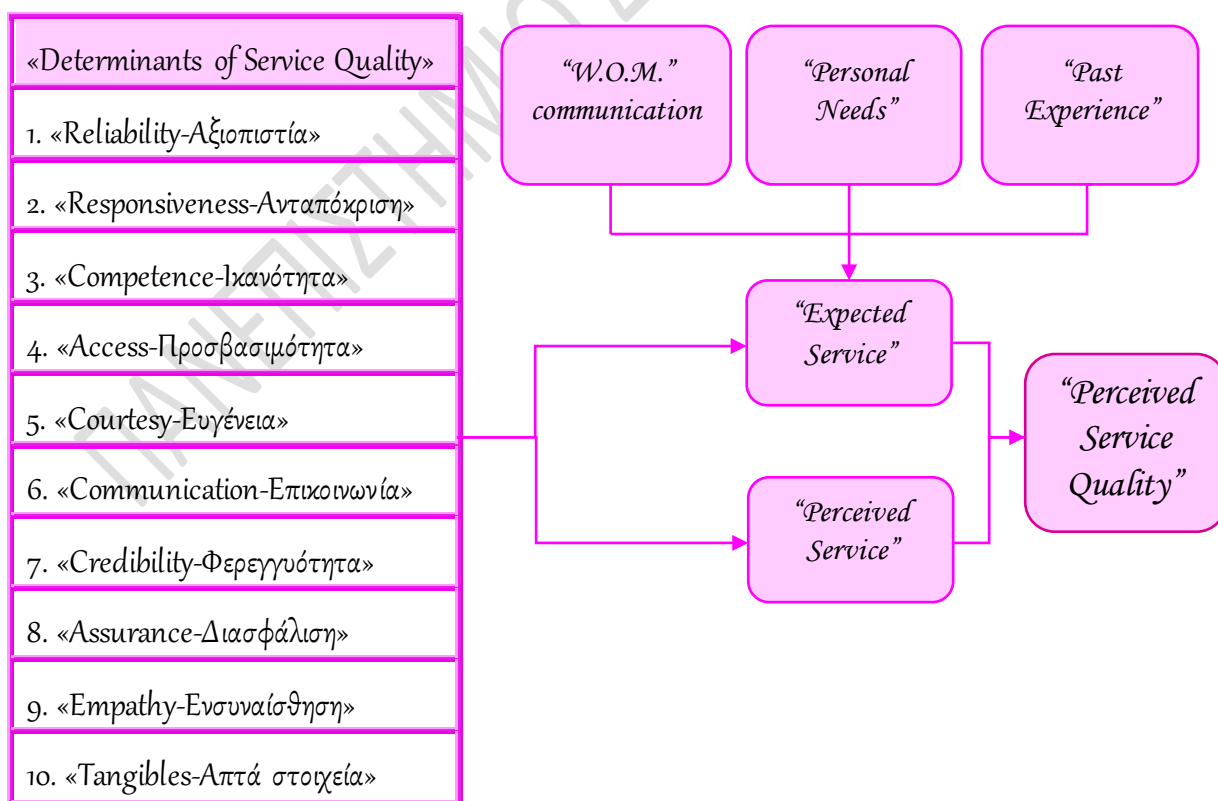 «Determinants of Service Quality»
1. «Reliability-Αξιοπιστία»
2. «Responsiveness-Ανταπόκριση»
3. «Competence-Ικανότητα»
4. «Access-Προσβασιμότητα»
5. «Courtesy-Ευγένεια»
6. «Communication-Επικοινωνία»
7. «Credibility-Φερεγγυότητα»
8. «Assurance-Διασφάλιση»
9. «Empathy-Ενσυναίσθηση»
10. «Tangibles-Απτά στοιχεία»
“W.O.M.”
communication
“Personal
Needs”
“Past
Experience”
“Expected
Service”
“Perceived
Service”
“Perceived
Service
Quality”
ΠΑΝΕΠΙΣΤΗΜΙΟ